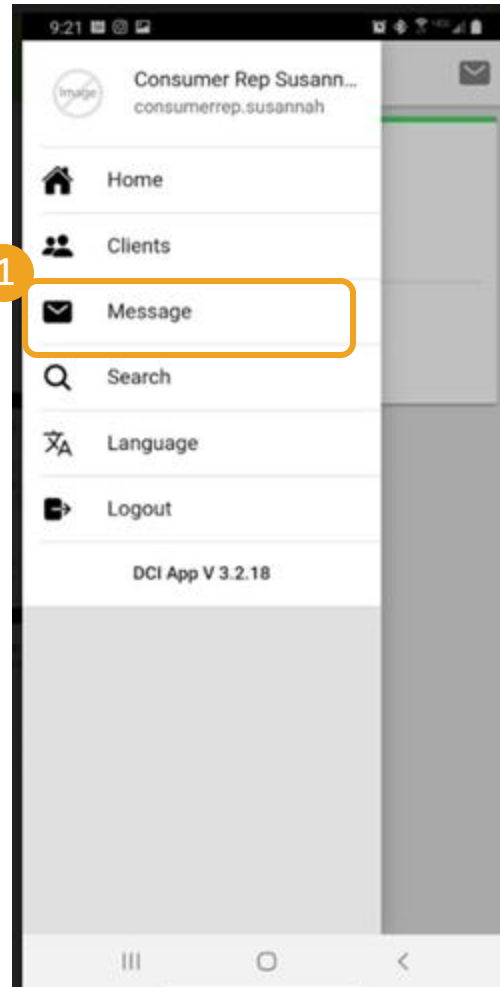 9:21
Image
Consumer Rep Susann...
consumerrep.susannah
Home
Clients
1
Message
Search
Language
Logout
DCI App V 3.2.18